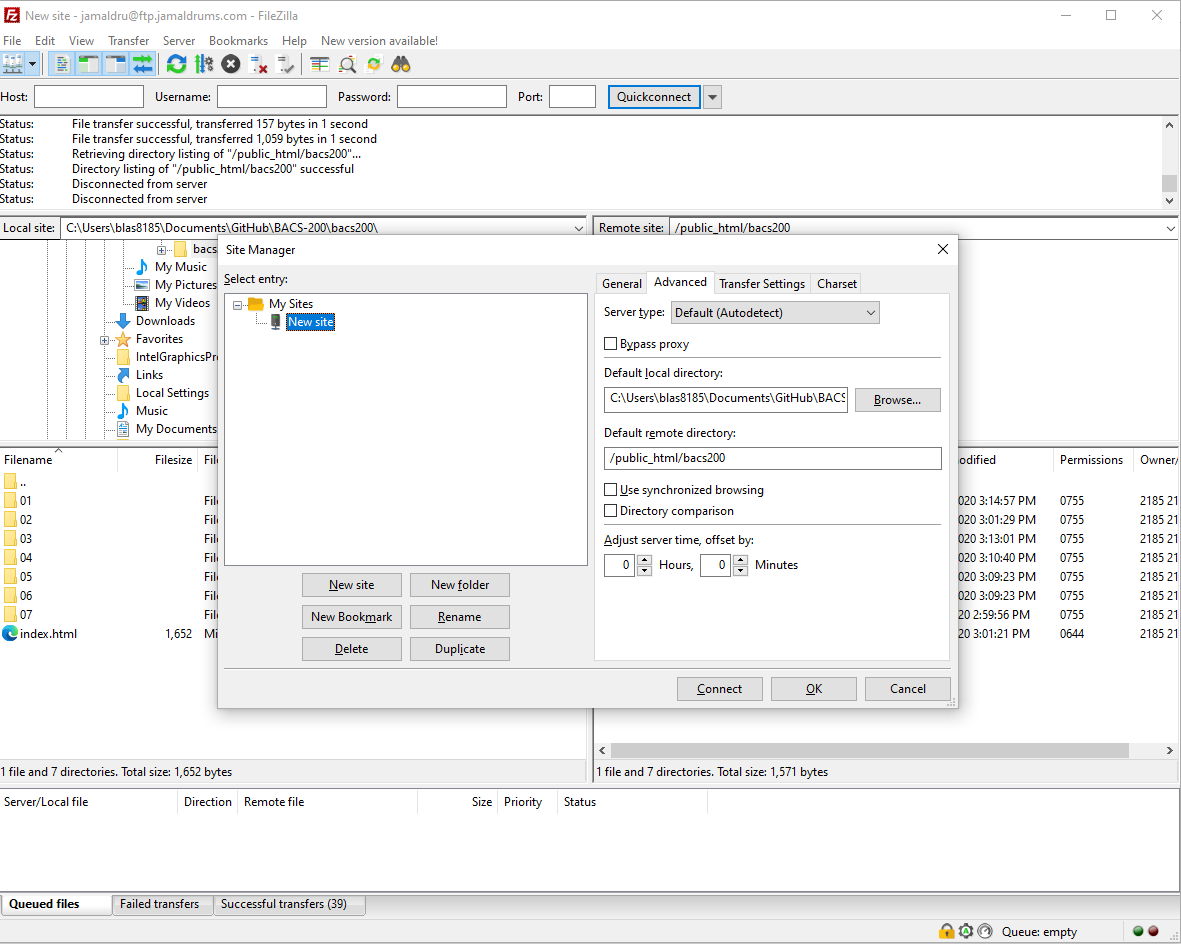 New site - jamaldru@ftp.jamaldrums.com - FileZilla
File Edit View Transfer Server Bookmarks Help New version available!
Host: Username: Password: Port: Quickconnect
Status: File transfer successful, transferred 157 bytes in 1 second
Status: File transfer successful, transferred 1,059 bytes in 1 second
Status: Retrieving directory listing of "/public_html/bacs200"...
Status: Directory listing of "/public_html/bacs200" successful
Status: Disconnected from server
Status: Disconnected from server
Local site: C:\Users\blas8185\Documents\GitHub\BACS-200\bacs200\
Remote site: /public_html/bacs200
bacs
My Music
My Pictures
My Videos
Downloads
Favorites
IntelGraphicsPr
Links
Local Settings
Music
My Documents
Site Manager
Select entry:
My Sites
New site
New site New folder
New Bookmark Rename
Delete Duplicate
General Advanced Transfer Settings Charset
Server type: Default (Autodetect)
Bypass proxy
Default local directory:
C:\Users\blas8185\Documents\GitHub\BACS Browse...
Default remote directory:
/public_html/bacs200
Use synchronized browsing
Directory comparison
Adjust server time, offset by:
0 Hours, 0 Minutes
Connect OK Cancel
Filename Filesize Fil
..
01 Fil
02 Fil
03 Fil
04 Fil
05 Fil
06 Fil
07 Fil
index.html 1,652 Mi
odified Permissions Owner/
020 3:14:57 PM 0755 2185 21
020 3:01:29 PM 0755 2185 21
020 3:13:01 PM 0755 2185 21
020 3:10:40 PM 0755 2185 21
020 3:09:23 PM 0755 2185 21
020 3:09:23 PM 0755 2185 21
20 2:59:56 PM 0755 2185 21
20 3:01:21 PM 0644 2185 21
1 file and 7 directories. Total size: 1,652 bytes
1 file and 7 directories. Total size: 1,571 bytes
Server/Local file Direction Remote file Size Priority Status
Queued files Failed transfers Successful transfers (39)
Queue: empty